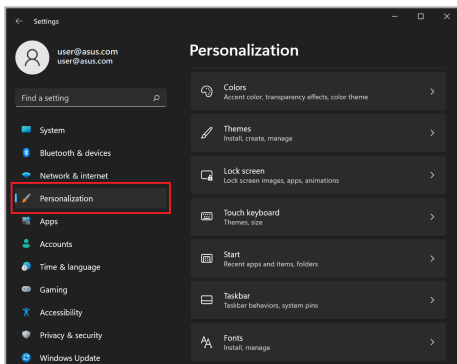 Settings
user@asus.com
user@asus.com
Find a setting
System
Bluetooth & devices
Network & internet
Personalization
Apps
Accounts
Time & language
Gaming
Accessibility
Privacy & security
Windows Update
Personalization
Colors
Accent color, transparency effects, color theme
Themes
Install, create, manage
Lock screen
Lock screen images, apps, animations
Touch keyboard
Themes, size
Start
Recent apps and items, folders
Taskbar
Taskbar behaviors, system pins
Fonts
Install, manage